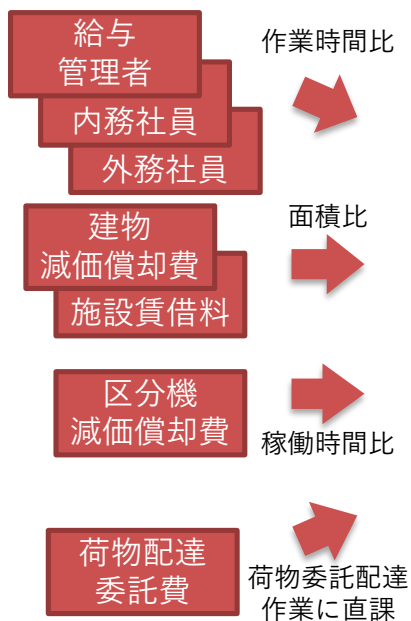 給与
管理者
作業時間比
内務社員
外務社員
建物
減価償却費
面積比
施設賃借料
区分機
減価償却費
稼働時間比
荷物配達
委託費
荷物委託配達
作業に直課